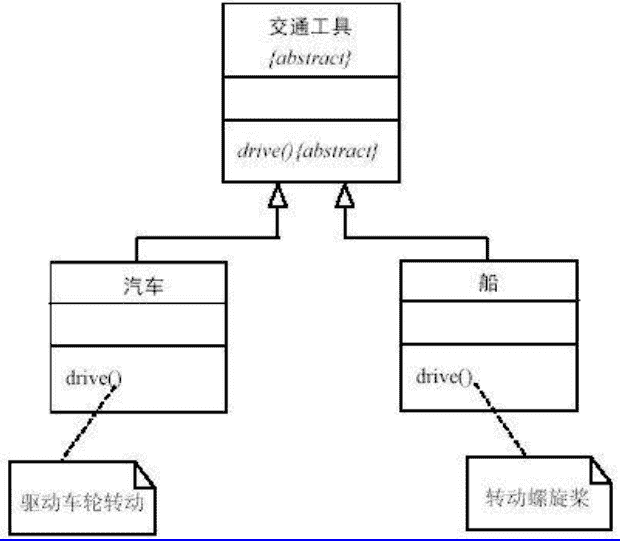 交通工具
{abstract}
drive(){abstract}
汽车
drive()
驱动车轮转动
船
drive()
转动螺旋桨